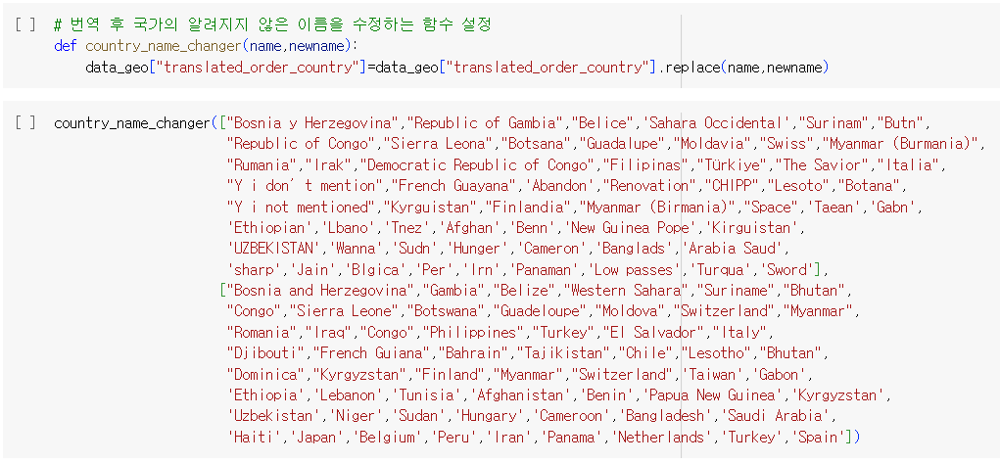 [ ] # 번역 후 국가의 알려지지 않은 이름을 수정하는 함수 설정
def country_name_changer(name,newname):
data_geo["translated_order_country"]=data_geo["translated_order_country"].replace(name,newname)
[ ] country_name_changer(["Bosnia y Herzegovina","Republic of Gambia","Belice",'Sahara Occidental',"Surinam","Butn",
"Republic of Congo","Sierra Leona","Botsana","Guadalupe","Moldavia","Swiss","Myanmar (Burmania)",
"Rumania","Irak","Democratic Republic of Congo","Filipinas","Türkiye","The Savior","Italia",
"Y i don’t mention","French Guayana",'Abandon',"Renovation","CHIPP","Lesoto","Botana",
"Y i not mentioned","Kyrguistan","Finlandia","Myanmar (Birmania)","Space",'Taean','Gabn',
'Ethiopian','Lbano','Tnez','Afghan','Benn','New Guinea Pope','Kirguistan',
'UZBEKISTAN','Wanna','Sudn','Hunger','Cameron','Banglads','Arabia Saud',
'sharp','Jain','Blgica','Per','Irn','Panaman','Low passes','Turqua','Sword'],
["Bosnia and Herzegovina","Gambia","Belize","Western Sahara","Suriname","Bhutan",
"Congo","Sierra Leone","Botswana","Guadeloupe","Moldova","Switzerland","Myanmar",
"Romania","Iraq","Congo","Philippines","Turkey","El Salvador","Italy",
"Djibouti","French Guiana","Bahrain","Tajikistan","Chile","Lesotho","Bhutan",
"Dominica","Kyrgyzstan","Finland","Myanmar","Switzerland",'Taiwan','Gabon',
'Ethiopia','Lebanon','Tunisia','Afghanistan','Benin','Papua New Guinea','Kyrgyzstan',
'Uzbekistan','Niger','Sudan','Hungary','Cameroon','Bangladesh','Saudi Arabia',
'Haiti','Japan','Belgium','Peru','Iran','Panama','Netherlands','Turkey','Spain'])